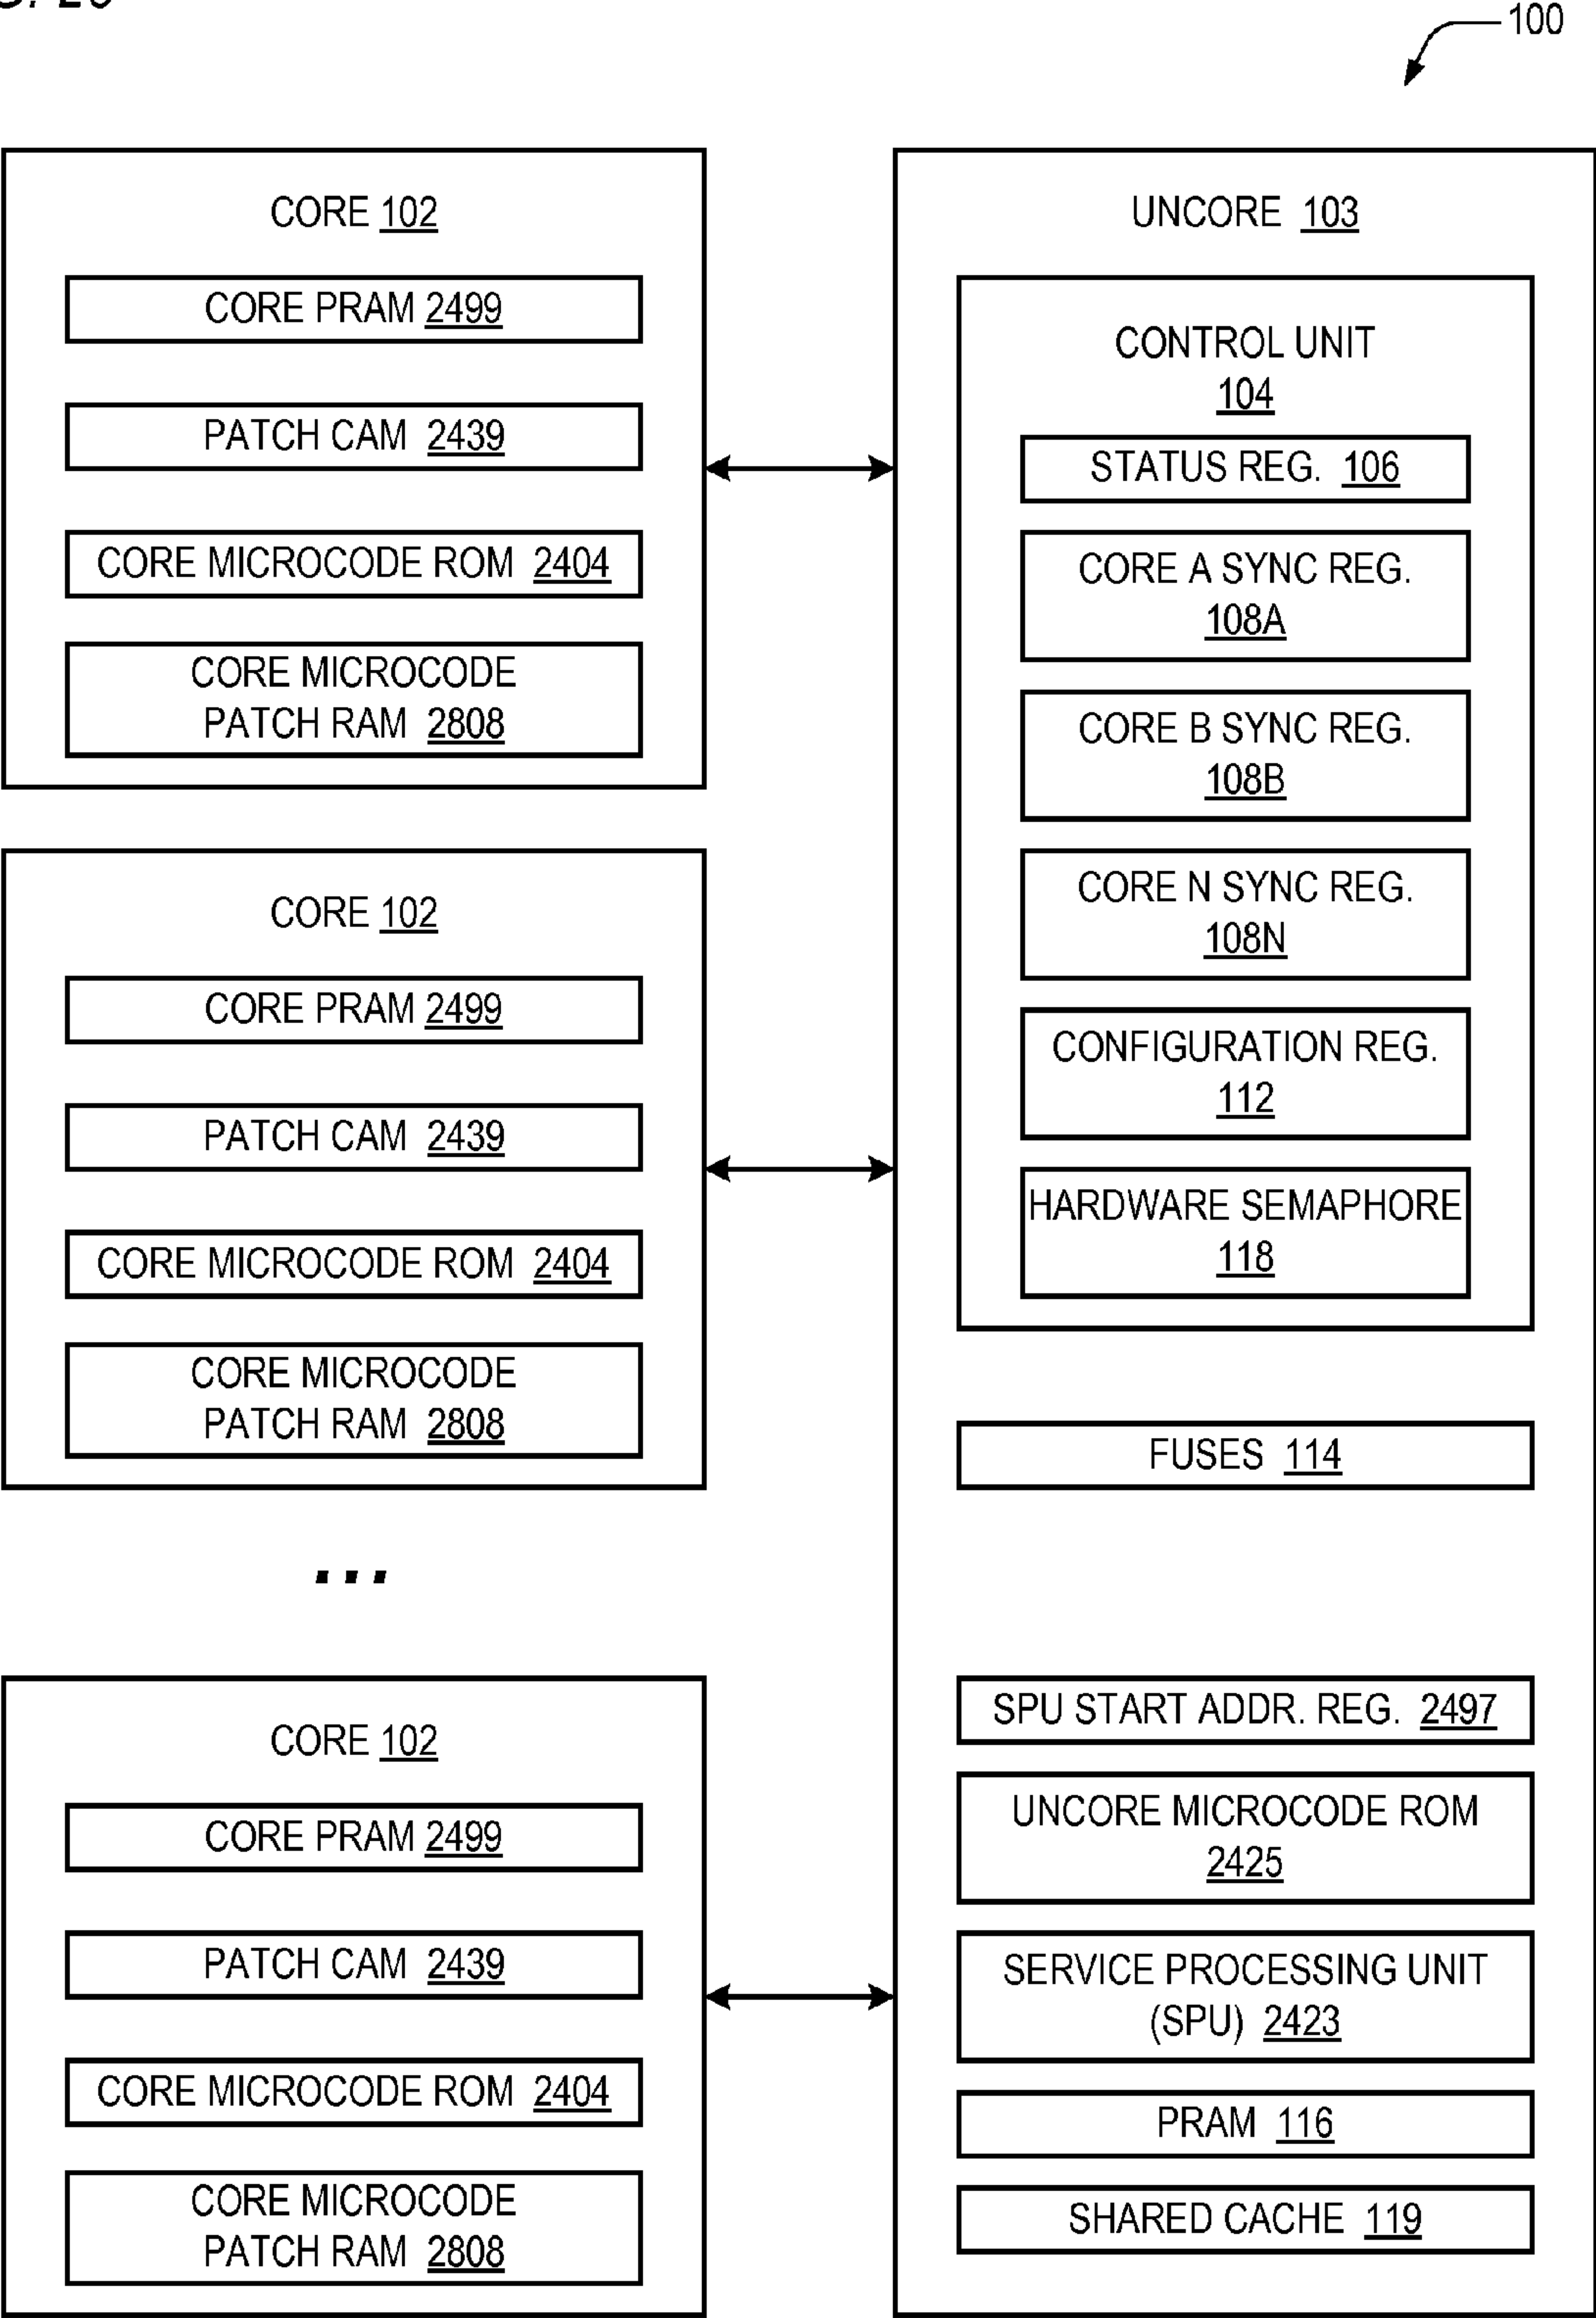 100
CORE 102
CORE PRAM 2499
PATCH CAM 2439
CORE MICROCODE ROM 2404
CORE MICROCODE
PATCH RAM 2808
CORE 102
CORE PRAM 2499
PATCH CAM 2439
CORE MICROCODE ROM 2404
CORE MICROCODE
PATCH RAM 2808
...
CORE 102
CORE PRAM 2499
PATCH CAM 2439
CORE MICROCODE ROM 2404
CORE MICROCODE
PATCH RAM 2808
UNCORE 103
CONTROL UNIT
104
STATUS REG. 106
CORE A SYNC REG.
108A
CORE B SYNC REG.
108B
CORE N SYNC REG.
108N
CONFIGURATION REG.
112
HARDWARE SEMAPHORE
118
FUSES 114
SPU START ADDR. REG. 2497
UNCORE MICROCODE ROM
2425
SERVICE PROCESSING UNIT
(SPU) 2423
PRAM 116
SHARED CACHE 119